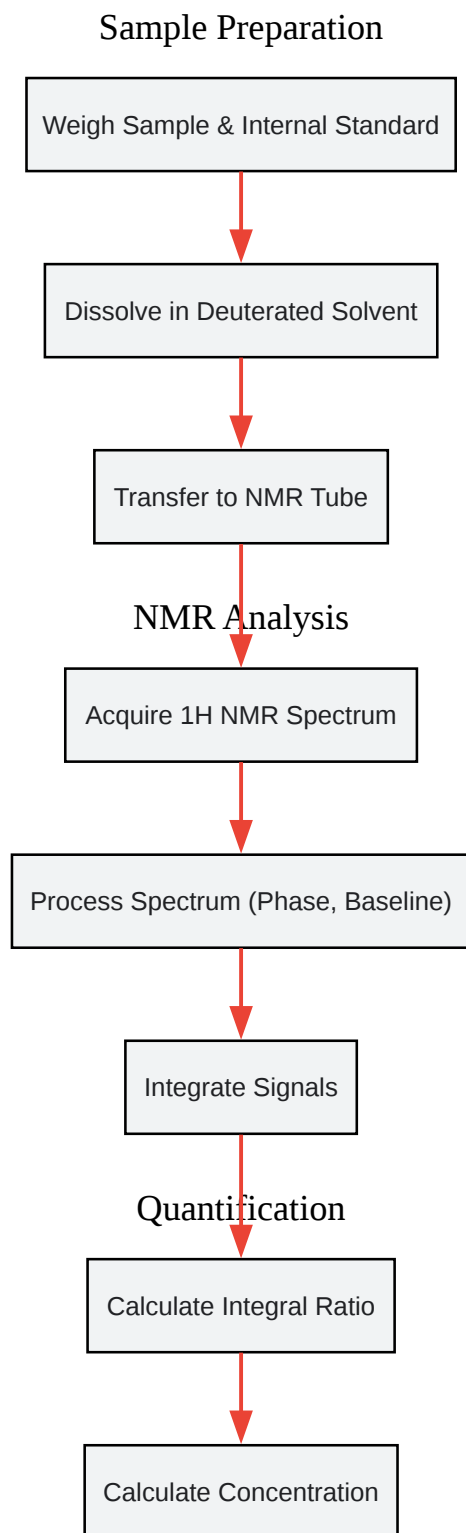 Sample Preparation
Weigh Sample & Internal Standard
Dissolve in Deuterated Solvent
Transfer to NMR Tube
NMR Analysis
Acquire 1H NMR Spectrum
Process Spectrum (Phase, Baseline)
Integrate Signals
Quantification
Calculate Integral Ratio
Calculate Concentration